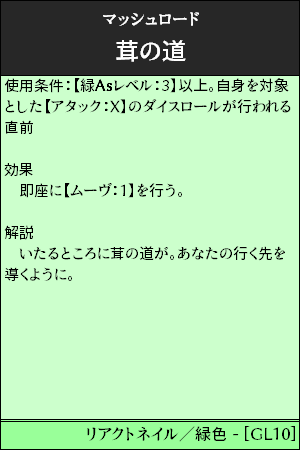 マッシュロード
茸の道
使用条件:【緑Asレベル:3】以上。自身を対象
とした【アタック:X】のダイスロールが行われる
直前
効果
即座に【ムーヴ:1】を行う。
解説
いたるところに茸の道が。あなたの行く先を
導くように。
リアクトネイル／緑色 - [GL10]